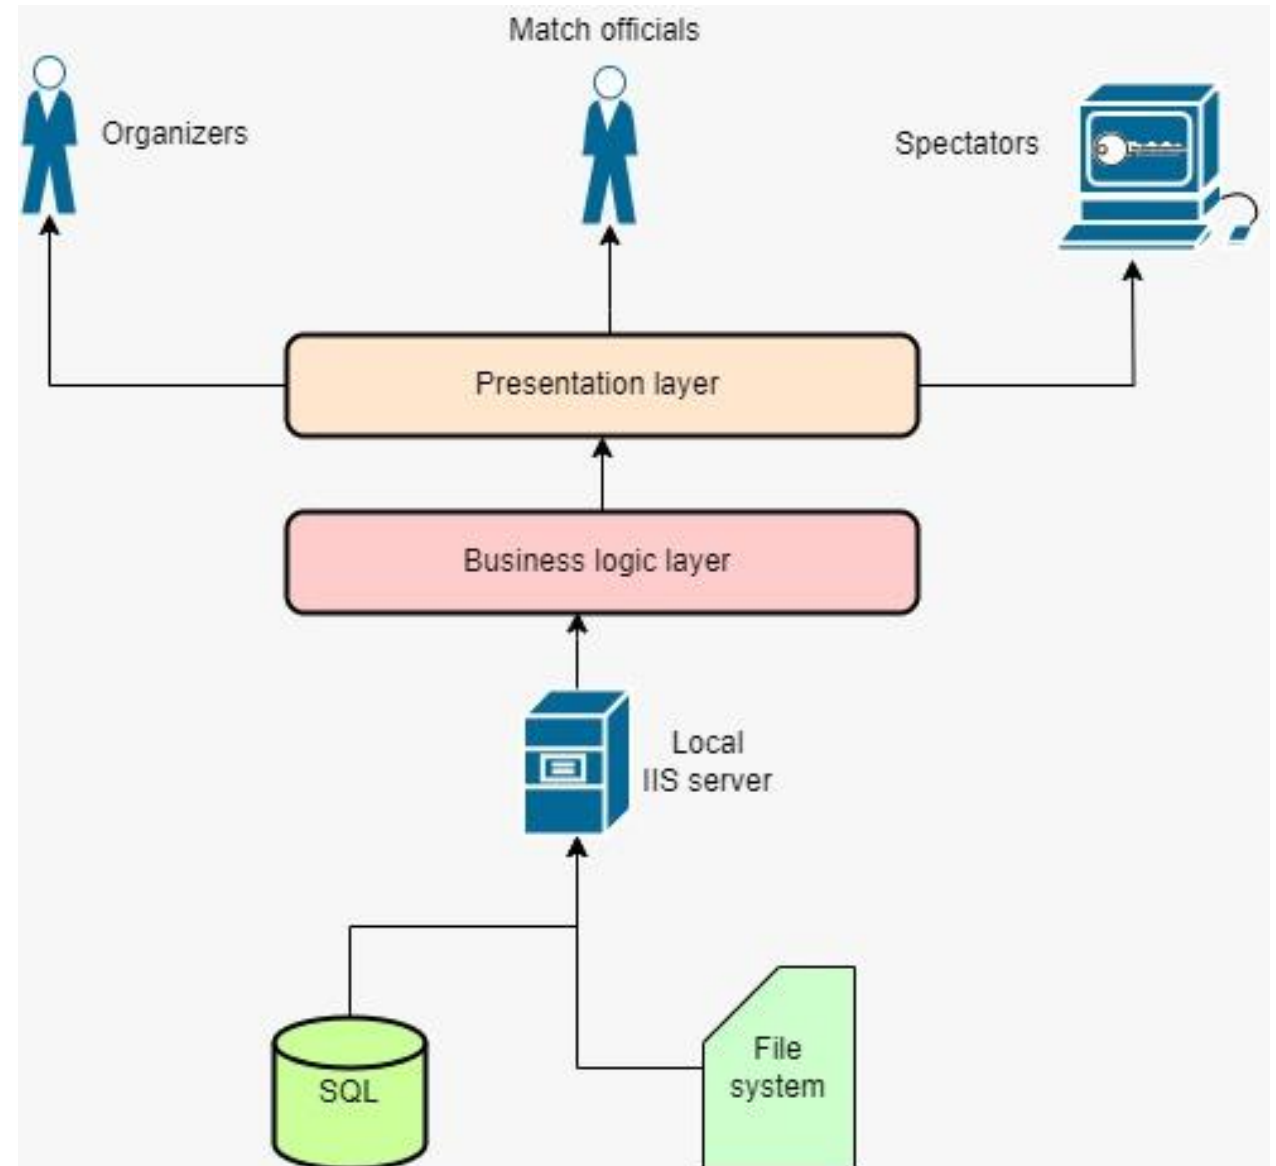 Match officials
Organizers
Spectators
Presentation layer
Business logic layer
Local
IIS server
File
system
SQL